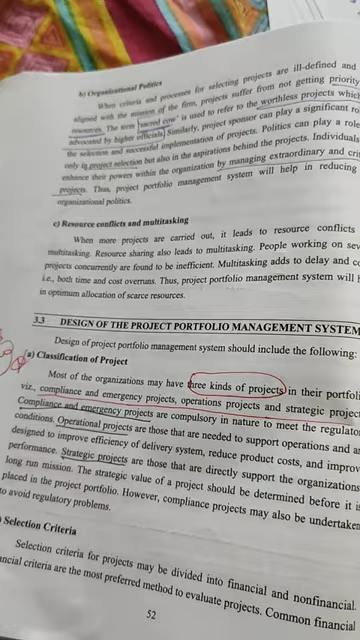 b) Organizational Politics
When criteria and processes for selecting projects are ill-defined and
aligned with the mission of the firm, projects suffer from not getting priority
resources. The term "sacred cow" is used to refer to the worthless projects which
advocated by higher officials. Similarly, project sponsor can play a significant ro
the selection and successful implementation of projects. Politics can play a role
only in project selection but also in the aspirations behind the projects. Individuals
enhance their powers within the organization by managing extraordinary and cri
projects. Thus, project portfolio management system will help in reducing
organizational politics.
c) Resource conflicts and multitasking
When more projects are carried out, it leads to resource conflicts
multitasking. Resource sharing also leads to multitasking. People working on sev
projects concurrently are found to be inefficient. Multitasking adds to delay and co
i.e., both time and cost overruns. Thus, project portfolio management system will h
in optimum allocation of scarce resources.
3.3 DESIGN OF THE PROJECT PORTFOLIO MANAGEMENT SYSTEM
Design of project portfolio management system should include the following:
(a) Classification of Project
Most of the organizations may have three kinds of projects in their portfoli
viz., compliance and emergency projects, operations projects and strategic project
Compliance and emergency projects are compulsory in nature to meet the regulator
conditions. Operational projects are those that are needed to support operations and a
designed to improve efficiency of delivery system, reduce product costs, and improv
performance. Strategic projects are those that are directly support the organizations
long run mission. The strategic value of a project should be determined before it is
placed in the project portfolio. However, compliance projects may also be undertaken
to avoid regulatory problems.
) Selection Criteria
Selection criteria for projects may be divided into financial and nonfinancial.
ancial criteria are the most preferred method to evaluate projects. Common financial
52